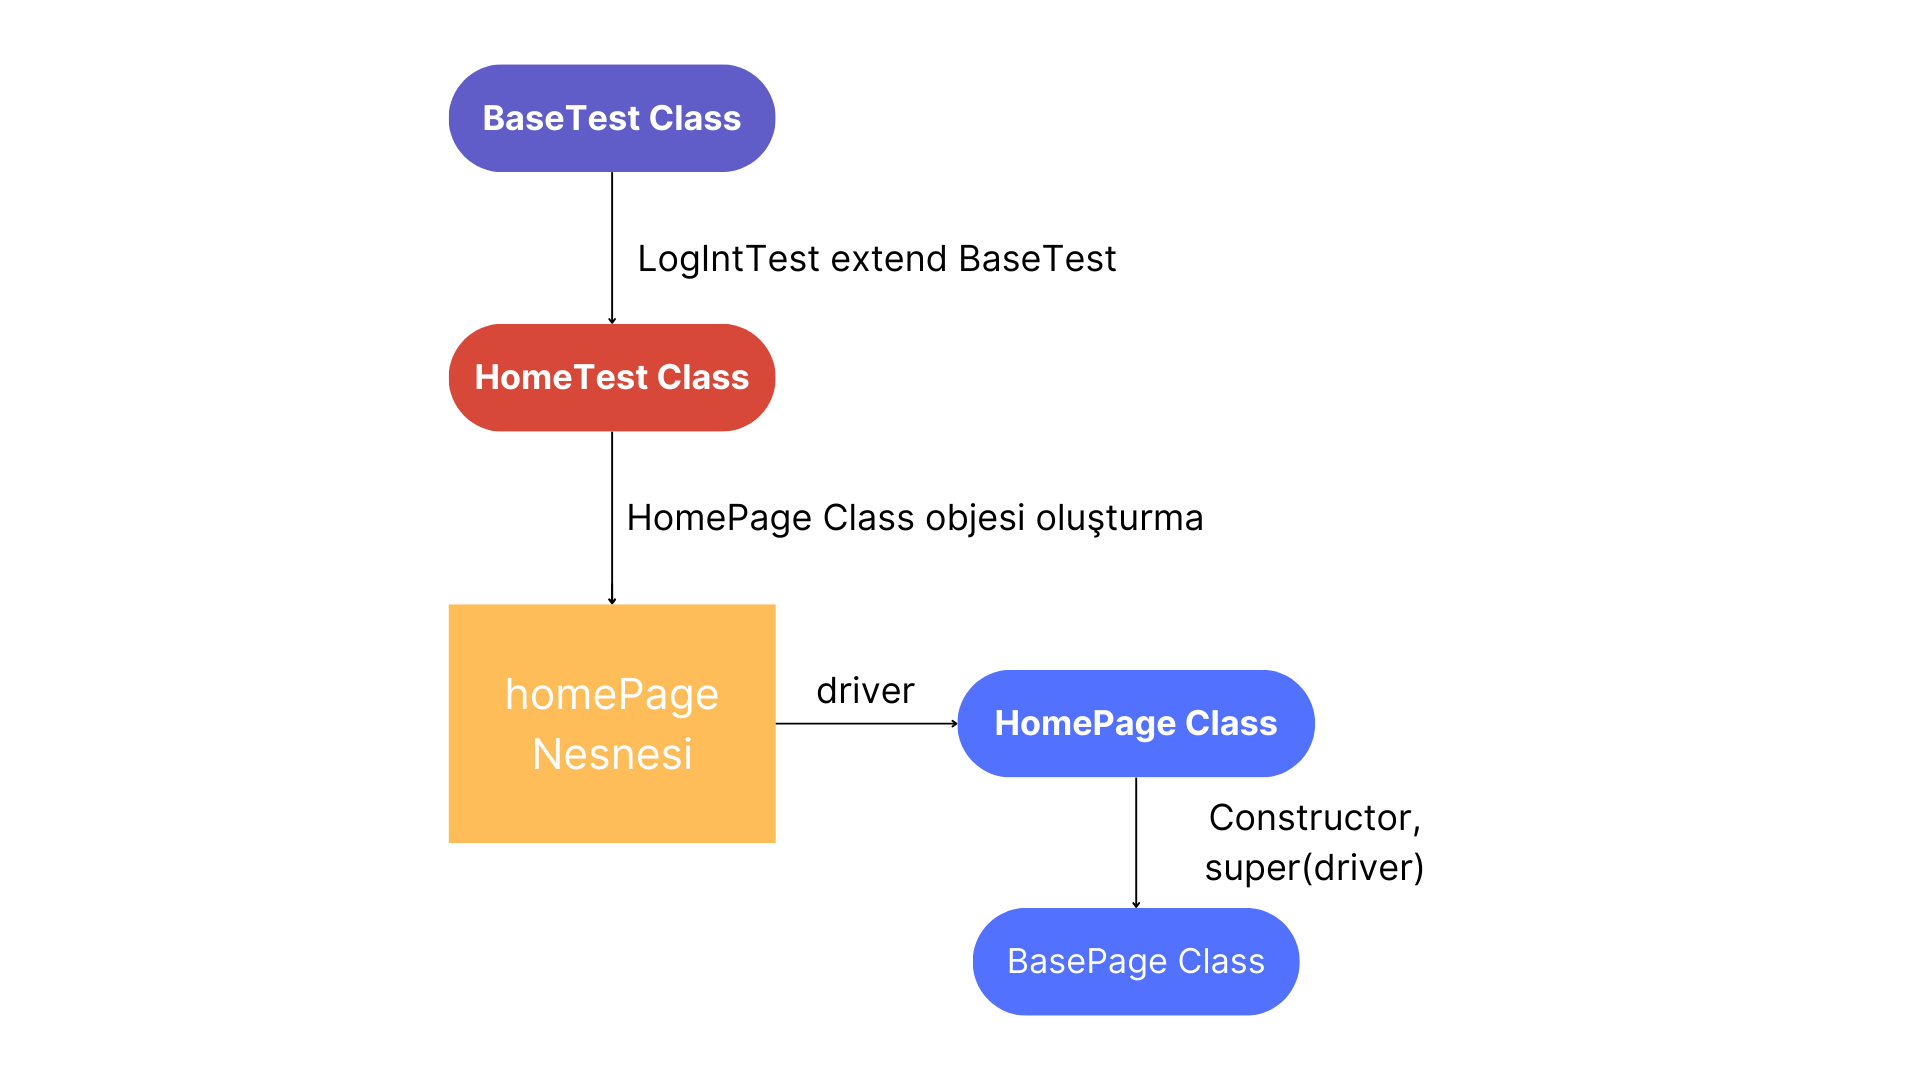 BaseTest Class
LogIntTest extend BaseTest
HomeTest Class
HomePage Class objesi oluşturma
homePage
Nesnesi
driver
HomePage Class
Constructor,
super(driver)
BasePage Class